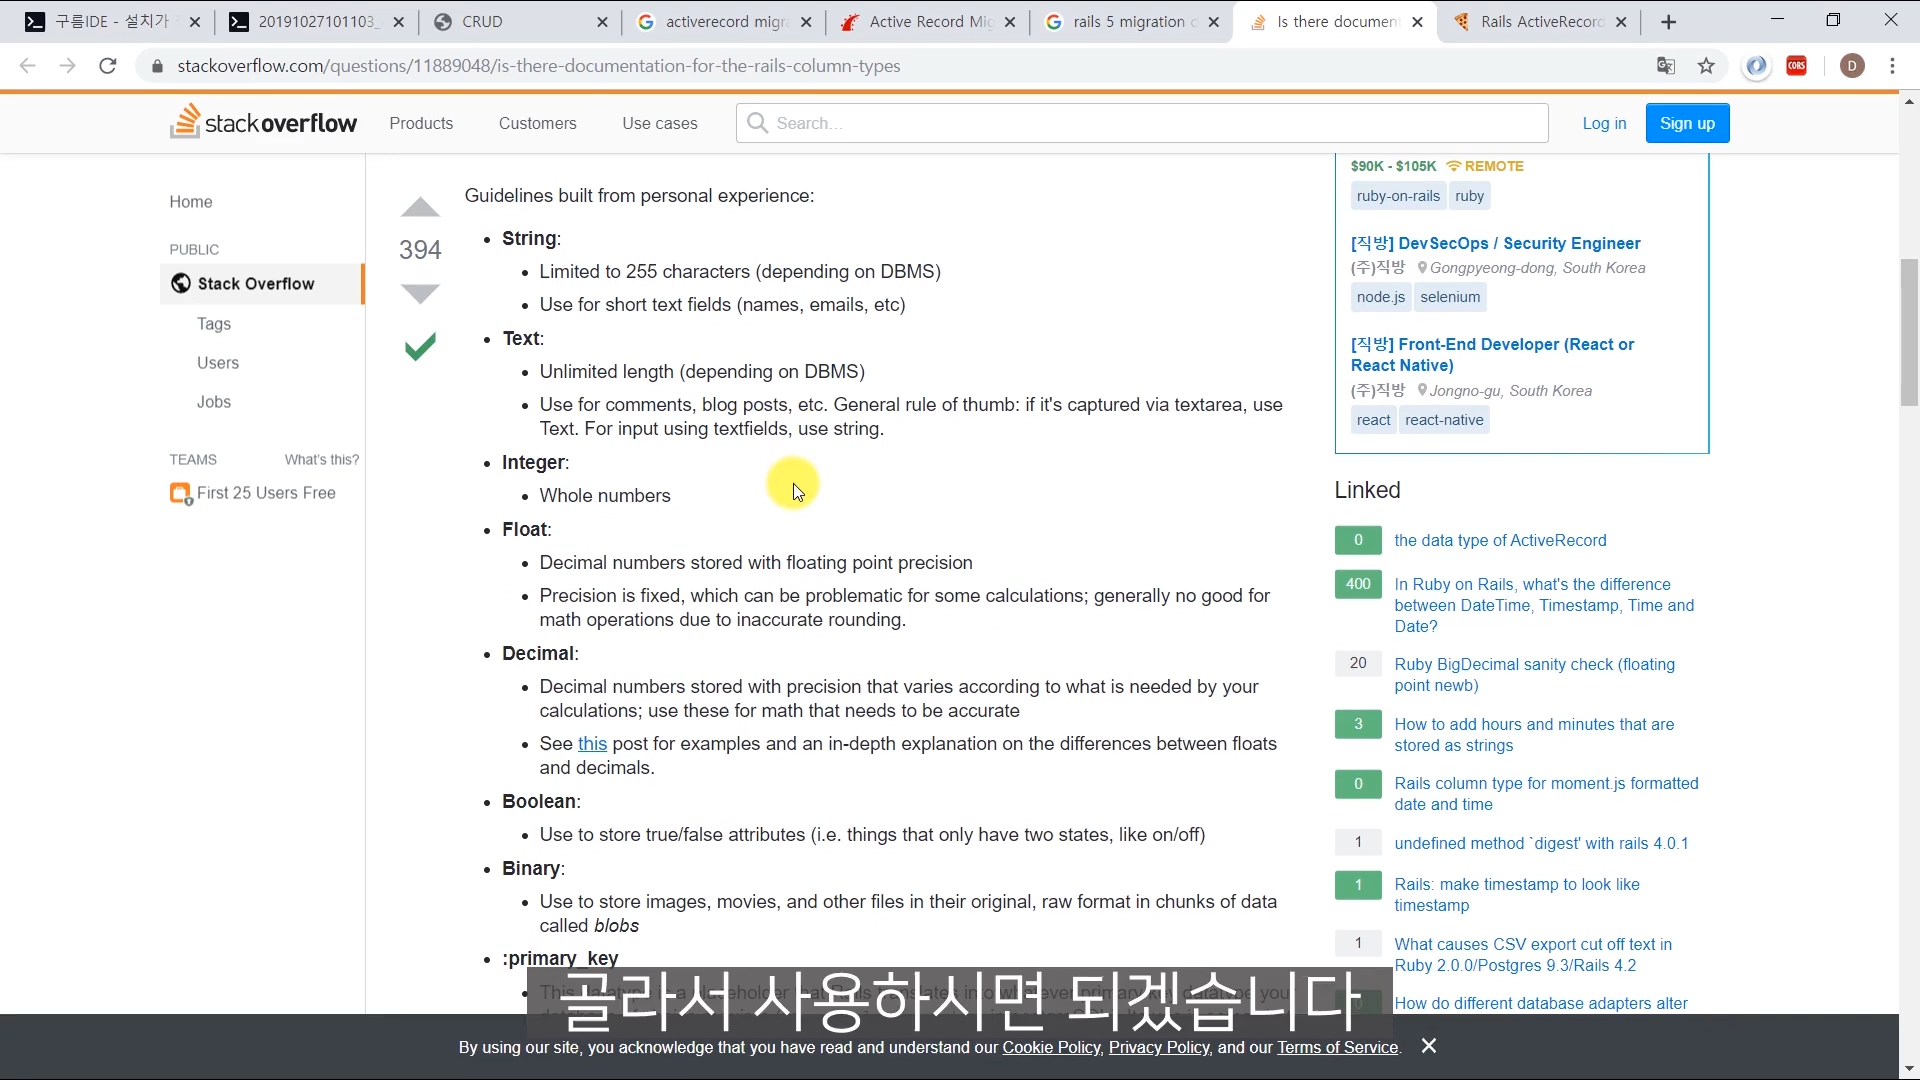 구름IDE - 설치가
20191027101103_
CRUD
activerecord migra
Active Record Mig
rails 5 migration c
Is there document
Rails ActiveRecord
stackoverflow.com/questions/11889048/is-there-documentation-for-the-rails-column-types
CORS
D
stackoverflow
Products
Customers
Use cases
Search...
Log in
Sign up
Home
PUBLIC
Stack Overflow
Tags
Users
Jobs
TEAMS
What's this?
First 25 Users Free
394
Guidelines built from personal experience:
String:
Limited to 255 characters (depending on DBMS)
Use for short text fields (names, emails, etc)
Text:
Unlimited length (depending on DBMS)
Use for comments, blog posts, etc. General rule of thumb: if it's captured via textarea, use
Text. For input using textfields, use string.
Integer:
Whole numbers
Float:
Decimal numbers stored with floating point precision
Precision is fixed, which can be problematic for some calculations; generally no good for
math operations due to inaccurate rounding.
Decimal:
Decimal numbers stored with precision that varies according to what is needed by your
calculations; use these for math that needs to be accurate
See this post for examples and an in-depth explanation on the differences between floats
and decimals.
Boolean:
Use to store true/false attributes (i.e. things that only have two states, like on/off)
Binary:
Use to store images, movies, and other files in their original, raw format in chunks of data
called blobs
:primary_key
$90K - $105K REMOTE
ruby-on-rails ruby
[직방] DevSecOps / Security Engineer
(주)직방 Gongpyeong-dong, South Korea
node.js selenium
[직방] Front-End Developer (React or
React Native)
(주)직방 Jongno-gu, South Korea
react react-native
Linked
0 the data type of ActiveRecord
400 In Ruby on Rails, what's the difference
between DateTime, Timestamp, Time and
Date?
20 Ruby BigDecimal sanity check (floating
point newb)
3 How to add hours and minutes that are
stored as strings
0 Rails column type for moment.js formatted
date and time
1 undefined method `digest' with rails 4.0.1
1 Rails: make timestamp to look like
timestamp
1 What causes CSV export cut off text in
Ruby 2.0.0/Postgres 9.3/Rails 4.2
How do different database adapters alter
골라서 사용하시면 되겠습니다
By using our site, you acknowledge that you have read and understand our Cookie Policy, Privacy Policy, and our Terms of Service.